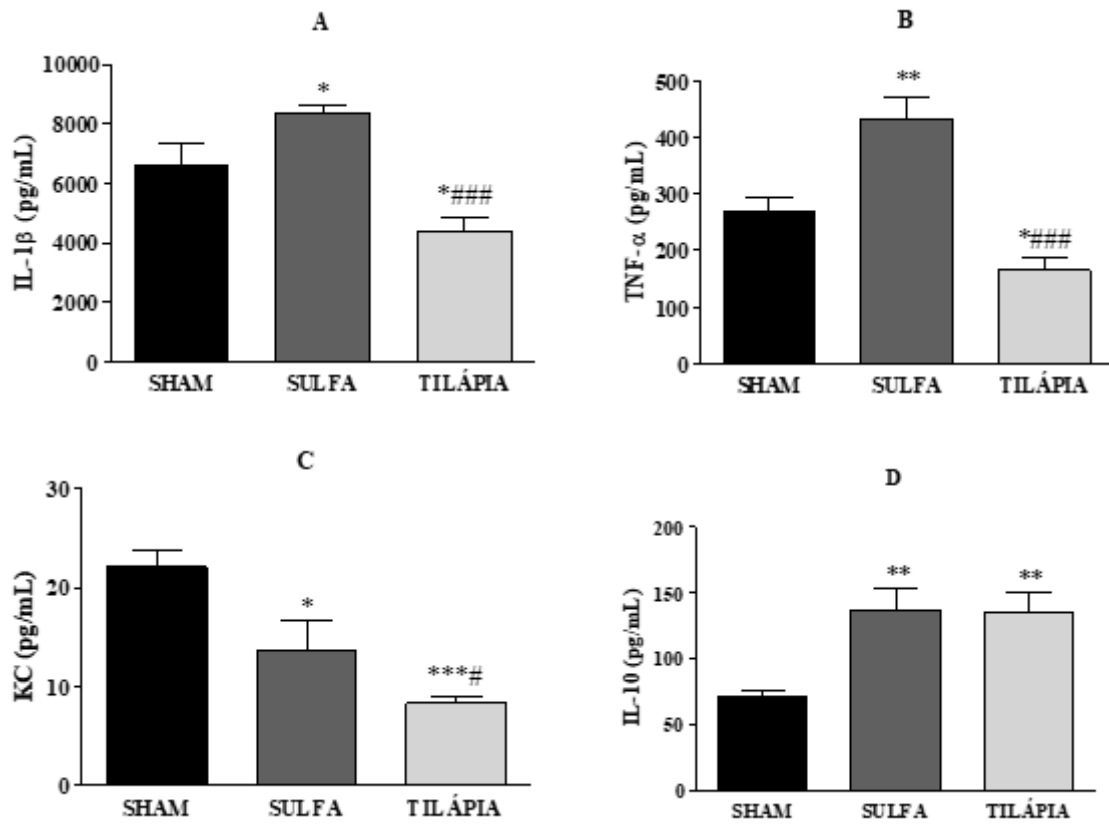 A
IL-1β (pg/mL)
10000
8000
6000
4000
2000
0
*
*###
SHAM SULFA TILÁPIA
B
TNF-α (pg/mL)
500
400
300
200
100
0
**
*###
SHAM SULFA TILÁPIA
C
KC (pg/mL)
30
20
10
0
*
***#
SHAM SULFA TILÁPIA
D
IL-10 (pg/mL)
200
150
100
50
0
** **
SHAM SULFA TILÁPIA